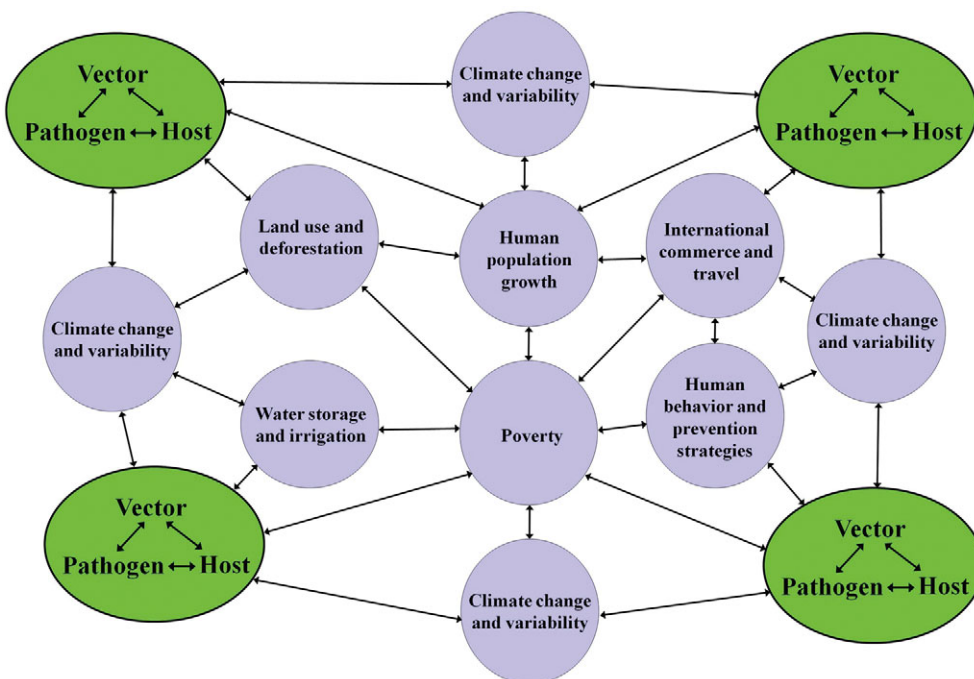 Climate change
and variability
Vector
Pathogen Host
Vector
Pathogen Host
Land use and
deforestation
Human
population
growth
International
commerce and
travel
Climate change
and variability
Climate change
and variability
Water storage
and irrigation
Poverty
Human
behavior and
prevention
strategies
Vector
Pathogen Host
Vector
Pathogen Host
Climate change
and variability